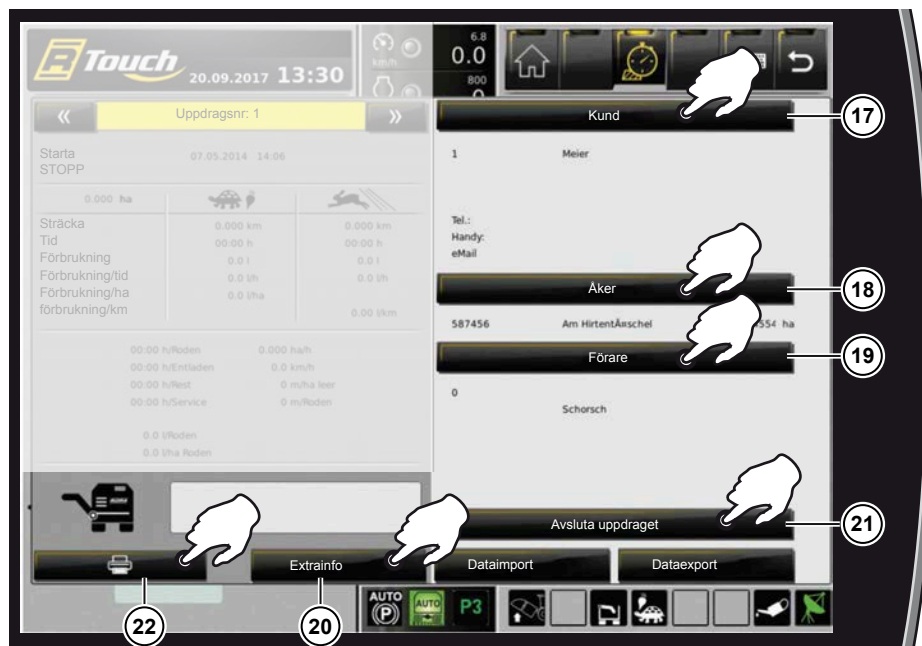 R Touch 20.09.2017 13:30
km/h
6.8
0.0
800
Uppdragsnr: 1
Kund
17
Starta 07.05.2014 14:06
STOPP
1 Meier
0.000 ha
Sträcka 0.000 km 0.000 km
Tid 00:00 h 00:00 h
Förbrukning 0.0 l 0.0 l
Förbrukning/tid 0.0 l/h 0.0 l/h
Förbrukning/ha 0.0 l/ha
förbrukning/km 0.00 l/km
Tel.:
Handy:
eMail
Åker
18
587456 Am HirtentÄ¤schel 554 ha
Förare
19
00:00 h/Roden 0.000 ha/h
00:00 h/Entladen 0.0 km/h
00:00 h/Rest 0 m/ha leer
00:00 h/Service 0 m/Roden
0.0 l/Roden
0.0 l/ha Roden
0
Schorsch
Avsluta uppdraget
21
Extrainfo
Dataimport
Dataexport
22
20
AUTO
P
AUTO
P3